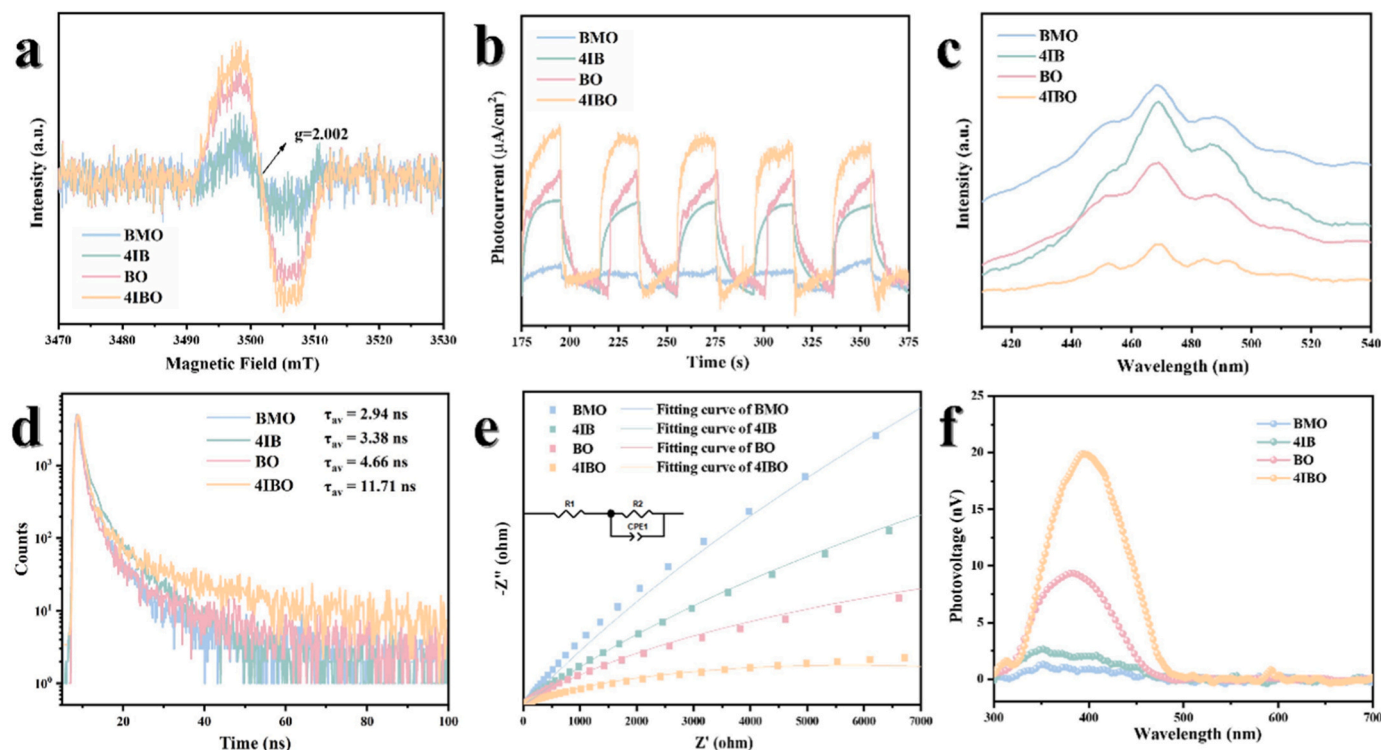 a
g=2.002
BMO
4IB
BO
4IBO
Intensity (a.u.)
3470 3480 3490 3500 3510 3520 3530
Magnetic Field (mT)
b
BMO
4IB
BO
4IBO
Photocurrent (μA/cm²)
175 200 225 250 275 300 325 350 375
Time (s)
c
BMO
4IB
BO
4IBO
Intensity (a.u.)
420 440 460 480 500 520 540
Wavelength (nm)
d
BMO τav = 2.94 ns
4IB τav = 3.38 ns
BO τav = 4.66 ns
4IBO τav = 11.71 ns
Counts
10³
10²
10¹
10⁰
20 40 60 80 100
Time (ns)
e
BMO Fitting curve of BMO
4IB Fitting curve of 4IB
BO Fitting curve of BO
4IBO Fitting curve of 4IBO
R1 R2
CPE1
-Z'' (ohm)
0 1000 2000 3000 4000 5000 6000 7000
Z' (ohm)
f
BMO
4IB
BO
4IBO
Photovoltage (nV)
25
20
15
10
5
0
300 400 500 600 700
Wavelength (nm)